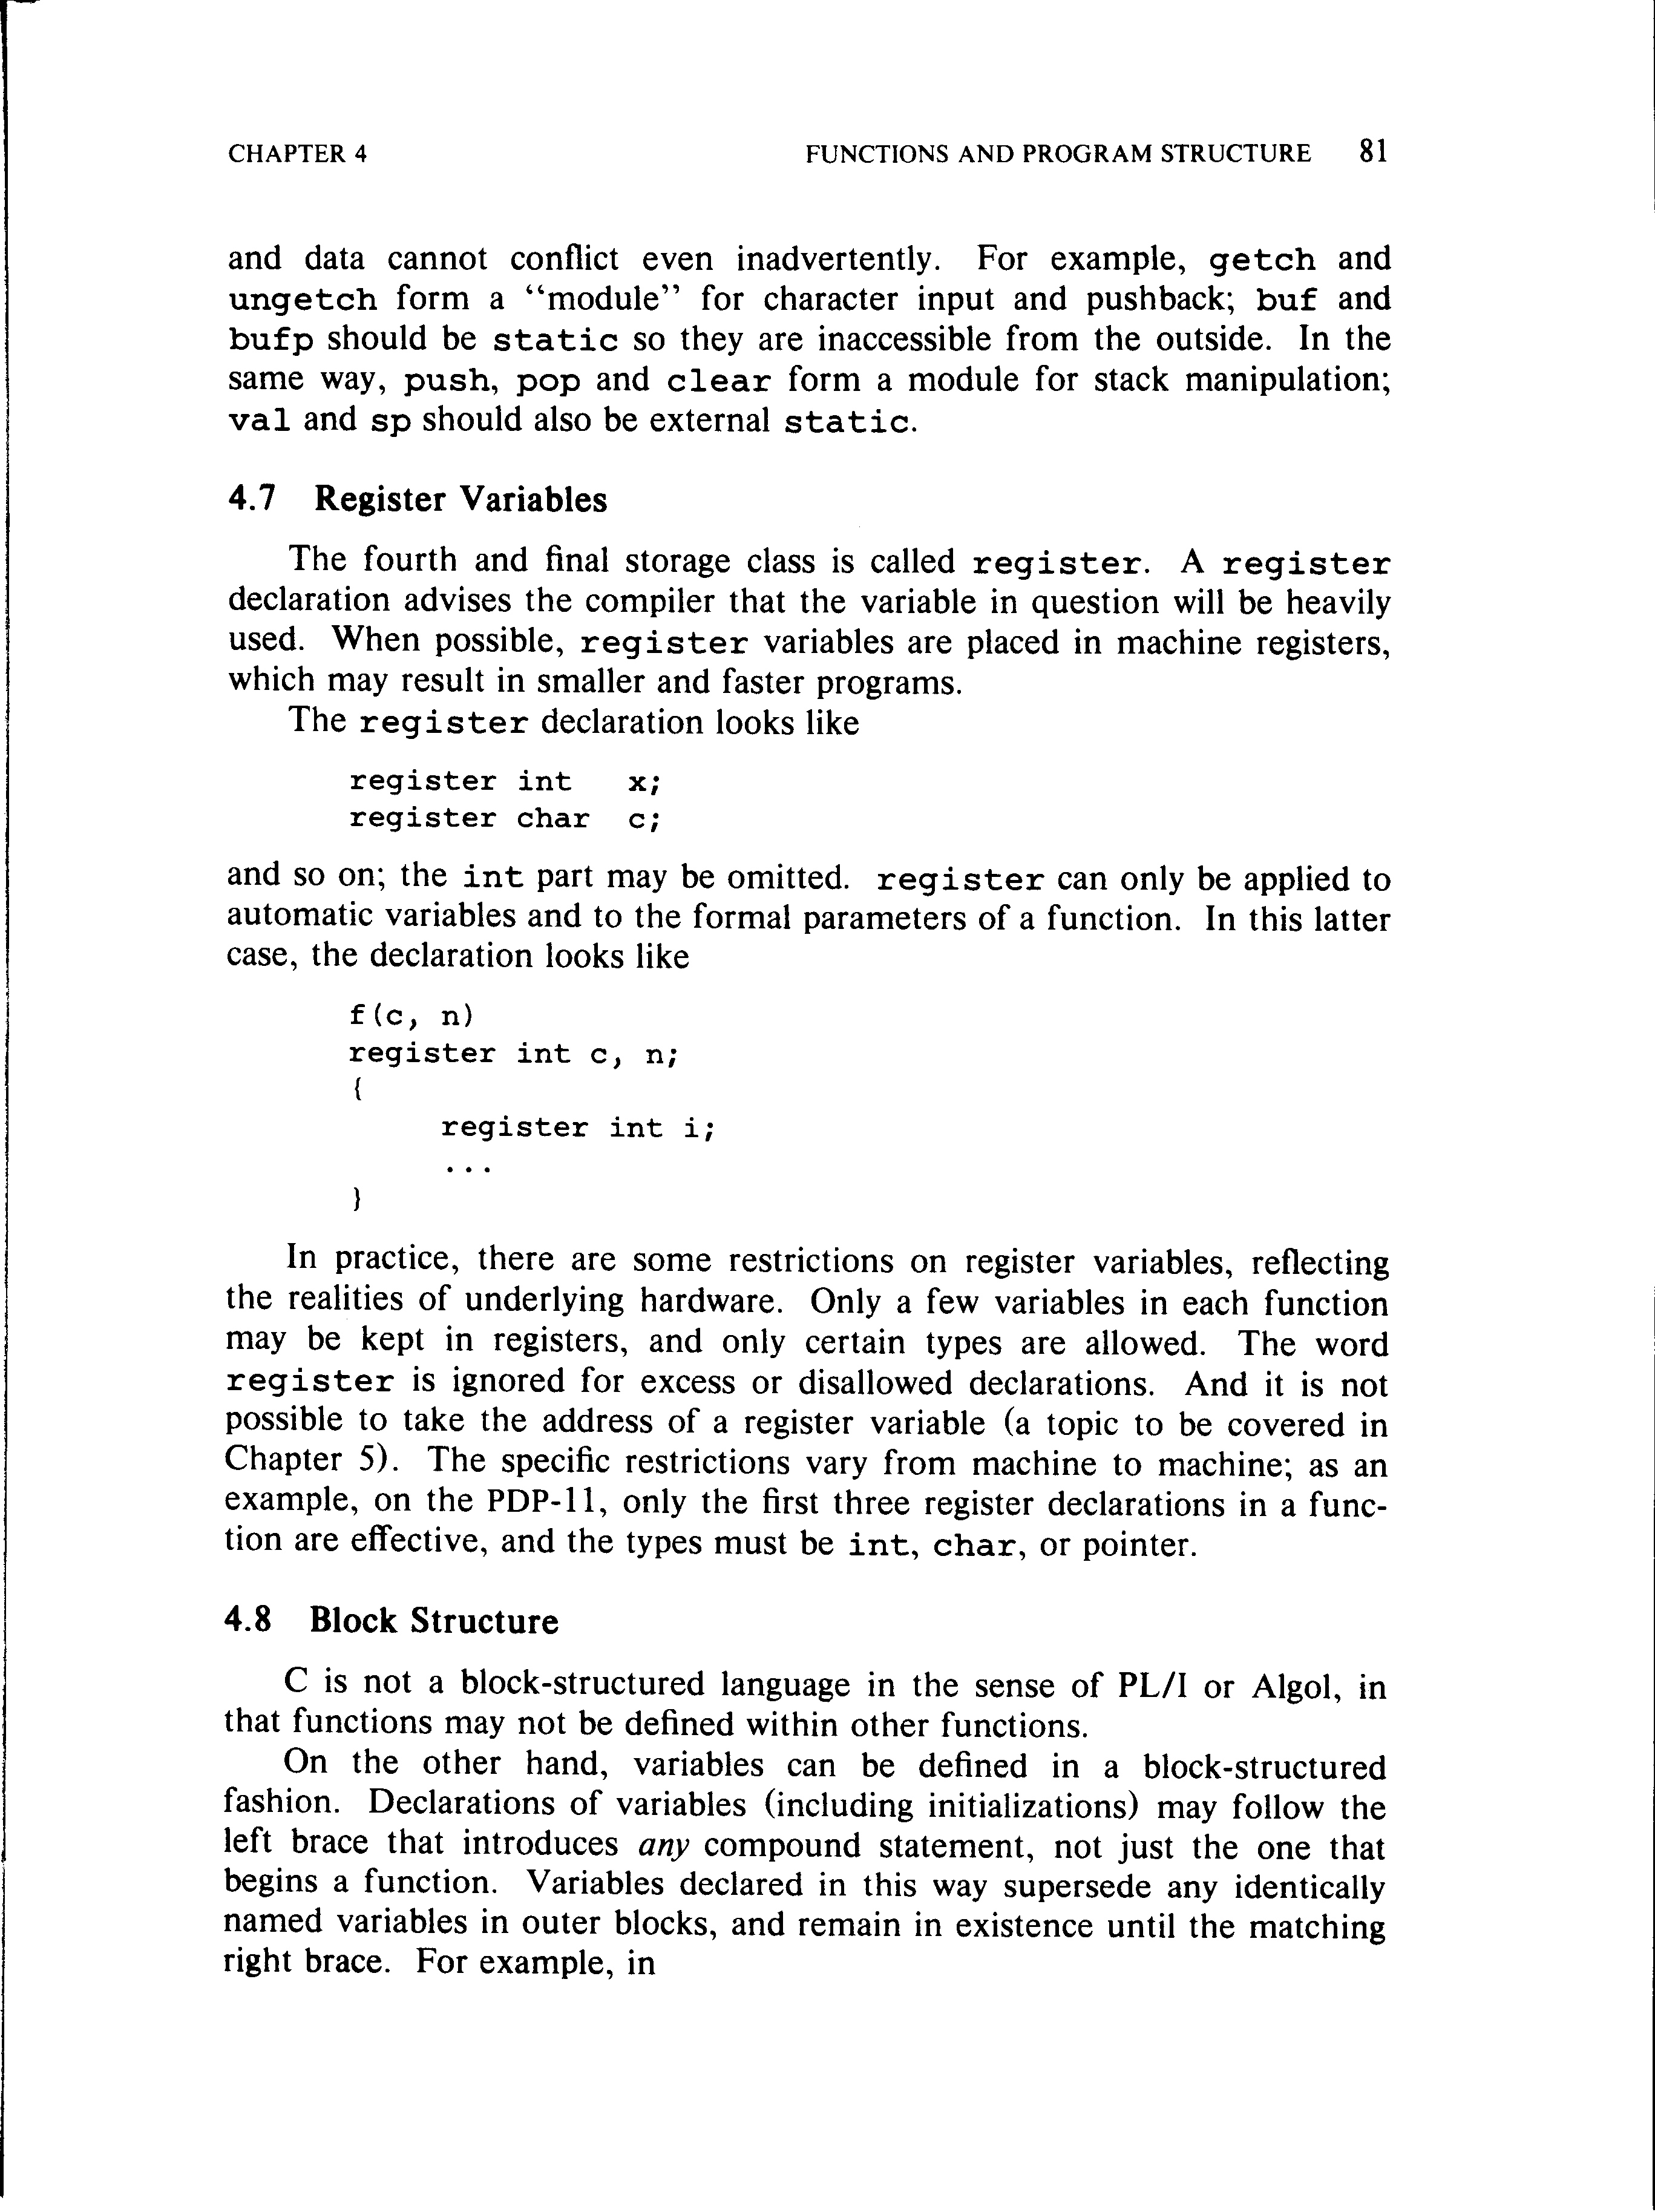 CHAPTER 4 FUNCTIONS AND PROGRAM STRUCTURE 81
and data cannot conflict even inadvertently. For example, getch and
ungetch form a “module” for character input and pushback; buf and
bufp should be static so they are inaccessible from the outside. In the
same way, push, pop and clear form a module for stack manipulation;
val and sp should also be external static.
4.7 Register Variables
The fourth and final storage class is called register. A register
declaration advises the compiler that the variable in question will be heavily
used. When possible, register variables are placed in machine registers,
which may result in smaller and faster programs.
The register declaration looks like
register int x;
register char c;
and so on; the int part may be omitted. register can only be applied to
automatic variables and to the formal parameters of a function. In this latter
case, the declaration looks like
f(c, n)
register int c, n;
{
register int i;
...
}
In practice, there are some restrictions on register variables, reflecting
the realities of underlying hardware. Only a few variables in each function
may be kept in registers, and only certain types are allowed. The word
register is ignored for excess or disallowed declarations. And it is not
possible to take the address of a register variable (a topic to be covered in
Chapter 5). The specific restrictions vary from machine to machine; as an
example, on the PDP-11, only the first three register declarations in a func-
tion are effective, and the types must be int, char, or pointer.
4.8 Block Structure
C is not a block-structured language in the sense of PL/I or Algol, in
that functions may not be defined within other functions.
On the other hand, variables can be defined in a block-structured
fashion. Declarations of variables (including initializations) may follow the
left brace that introduces any compound statement, not just the one that
begins a function. Variables declared in this way supersede any identically
named variables in outer blocks, and remain in existence until the matching
right brace. For example, in